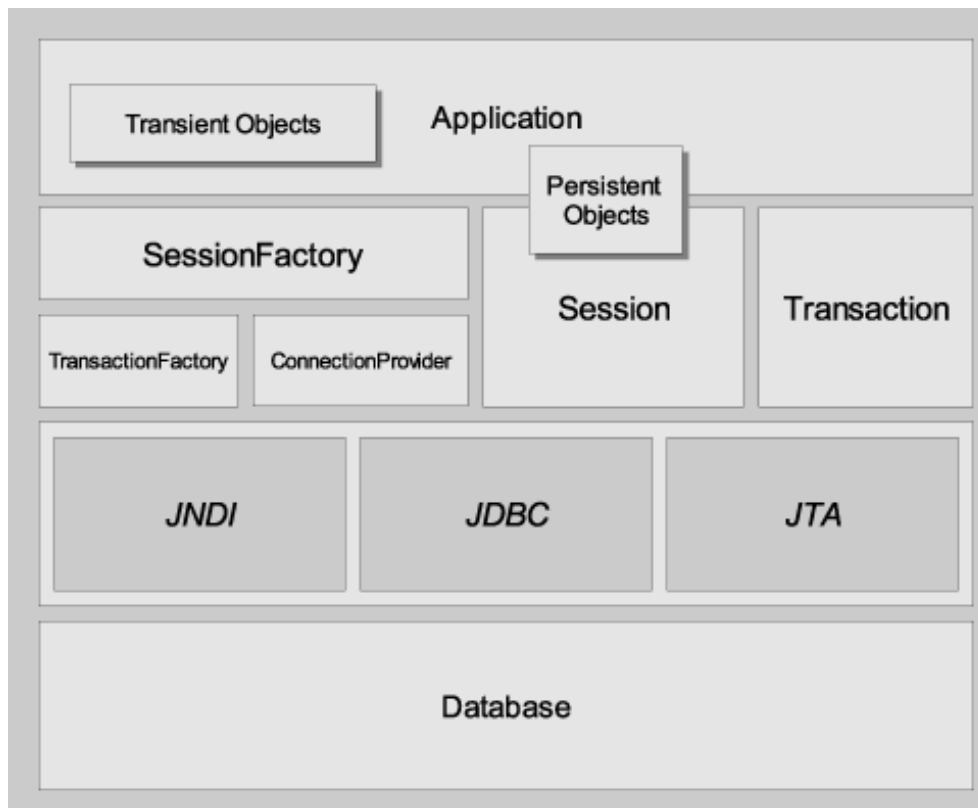 Transient Objects
Application
Persistent
Objects
SessionFactory
Session
Transaction
TransactionFactory
ConnectionProvider
JNDI
JDBC
JTA
Database